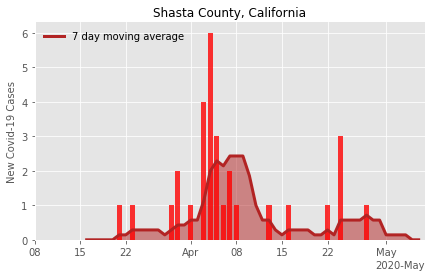 Shasta County, California
7 day moving average
New Covid-19 Cases
6
5
4
3
2
1
0
08 15 22 Apr 08 15 22 May
2020-May